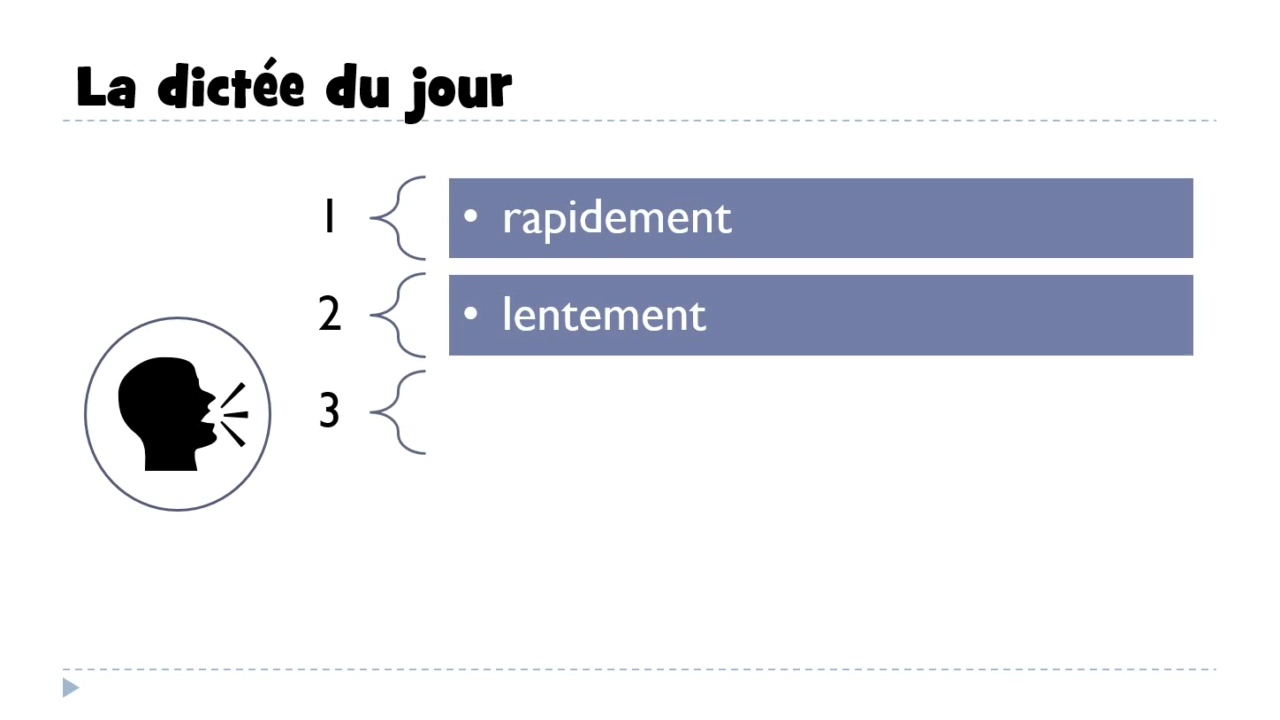 La dictée du jour
1
• rapidement
2
• lentement
3